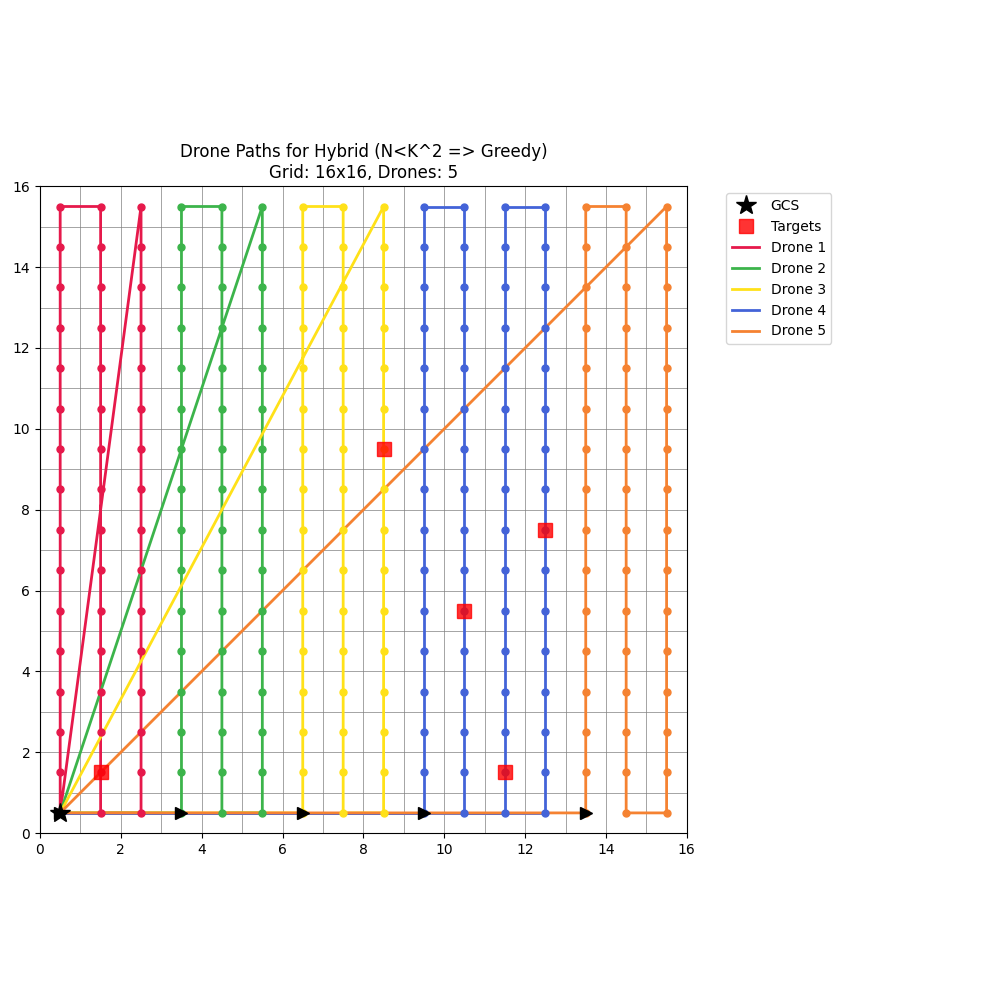 Drone Paths for Hybrid (N<K^2 => Greedy)
Grid: 16x16, Drones: 5
16
14
12
10
8
6
4
2
0
0 2 4 6 8 10 12 14 16
GCS
Targets
Drone 1
Drone 2
Drone 3
Drone 4
Drone 5